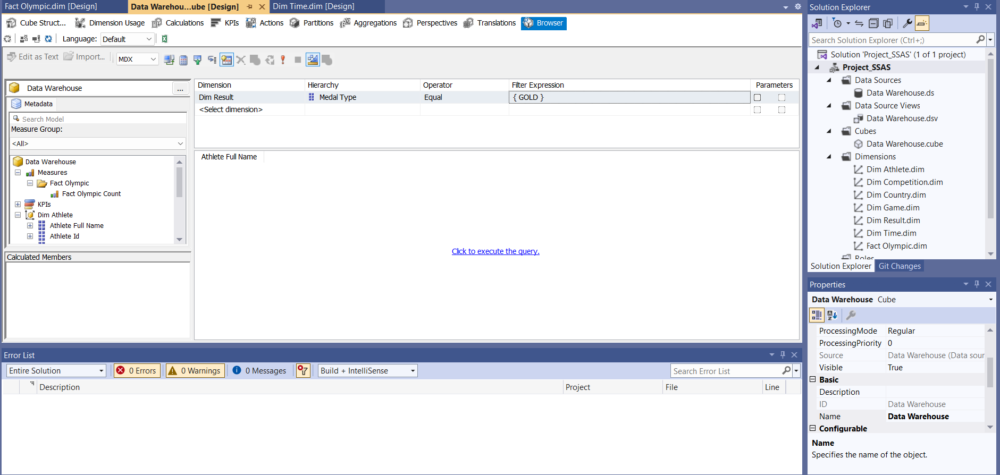 Fact Olympic.dim [Design]
Data Warehou...ube [Design]
Dim Time.dim [Design]
Cube Struct...
Dimension Usage
Calculations
KPIs
Actions
Partitions
Aggregations
Perspectives
Translations
Browser
Language:
Default
Edit as Text
Import...
MDX
Data Warehouse
...
Metadata
Search Model
Measure Group:
<All>
Data Warehouse
Measures
Fact Olympic
Fact Olympic Count
KPIs
Dim Athlete
Athlete Full Name
Athlete Id
Calculated Members
Dimension Hierarchy Operator Filter Expression Parameters
Dim Result Medal Type Equal { GOLD }
<Select dimension>
Athlete Full Name
Click to execute the query.
Error List
Entire Solution
0 Errors
0 Warnings
0 Messages
Build + IntelliSense
Search Error List
Description Project File Line
Solution Explorer
Search Solution Explorer (Ctrl+;)
Solution 'Project_SSAS' (1 of 1 project)
Project_SSAS
Data Sources
Data Warehouse.ds
Data Source Views
Data Warehouse.dsv
Cubes
Data Warehouse.cube
Dimensions
Dim Athlete.dim
Dim Competition.dim
Dim Country.dim
Dim Game.dim
Dim Result.dim
Dim Time.dim
Fact Olympic.dim
Roles
Solution Explorer
Git Changes
Properties
Data Warehouse Cube
ProcessingMode Regular
ProcessingPriority 0
Source Data Warehouse (Data sour
Visible True
Basic
Description
ID Data Warehouse
Name Data Warehouse
Configurable
Name
Specifies the name of the object.